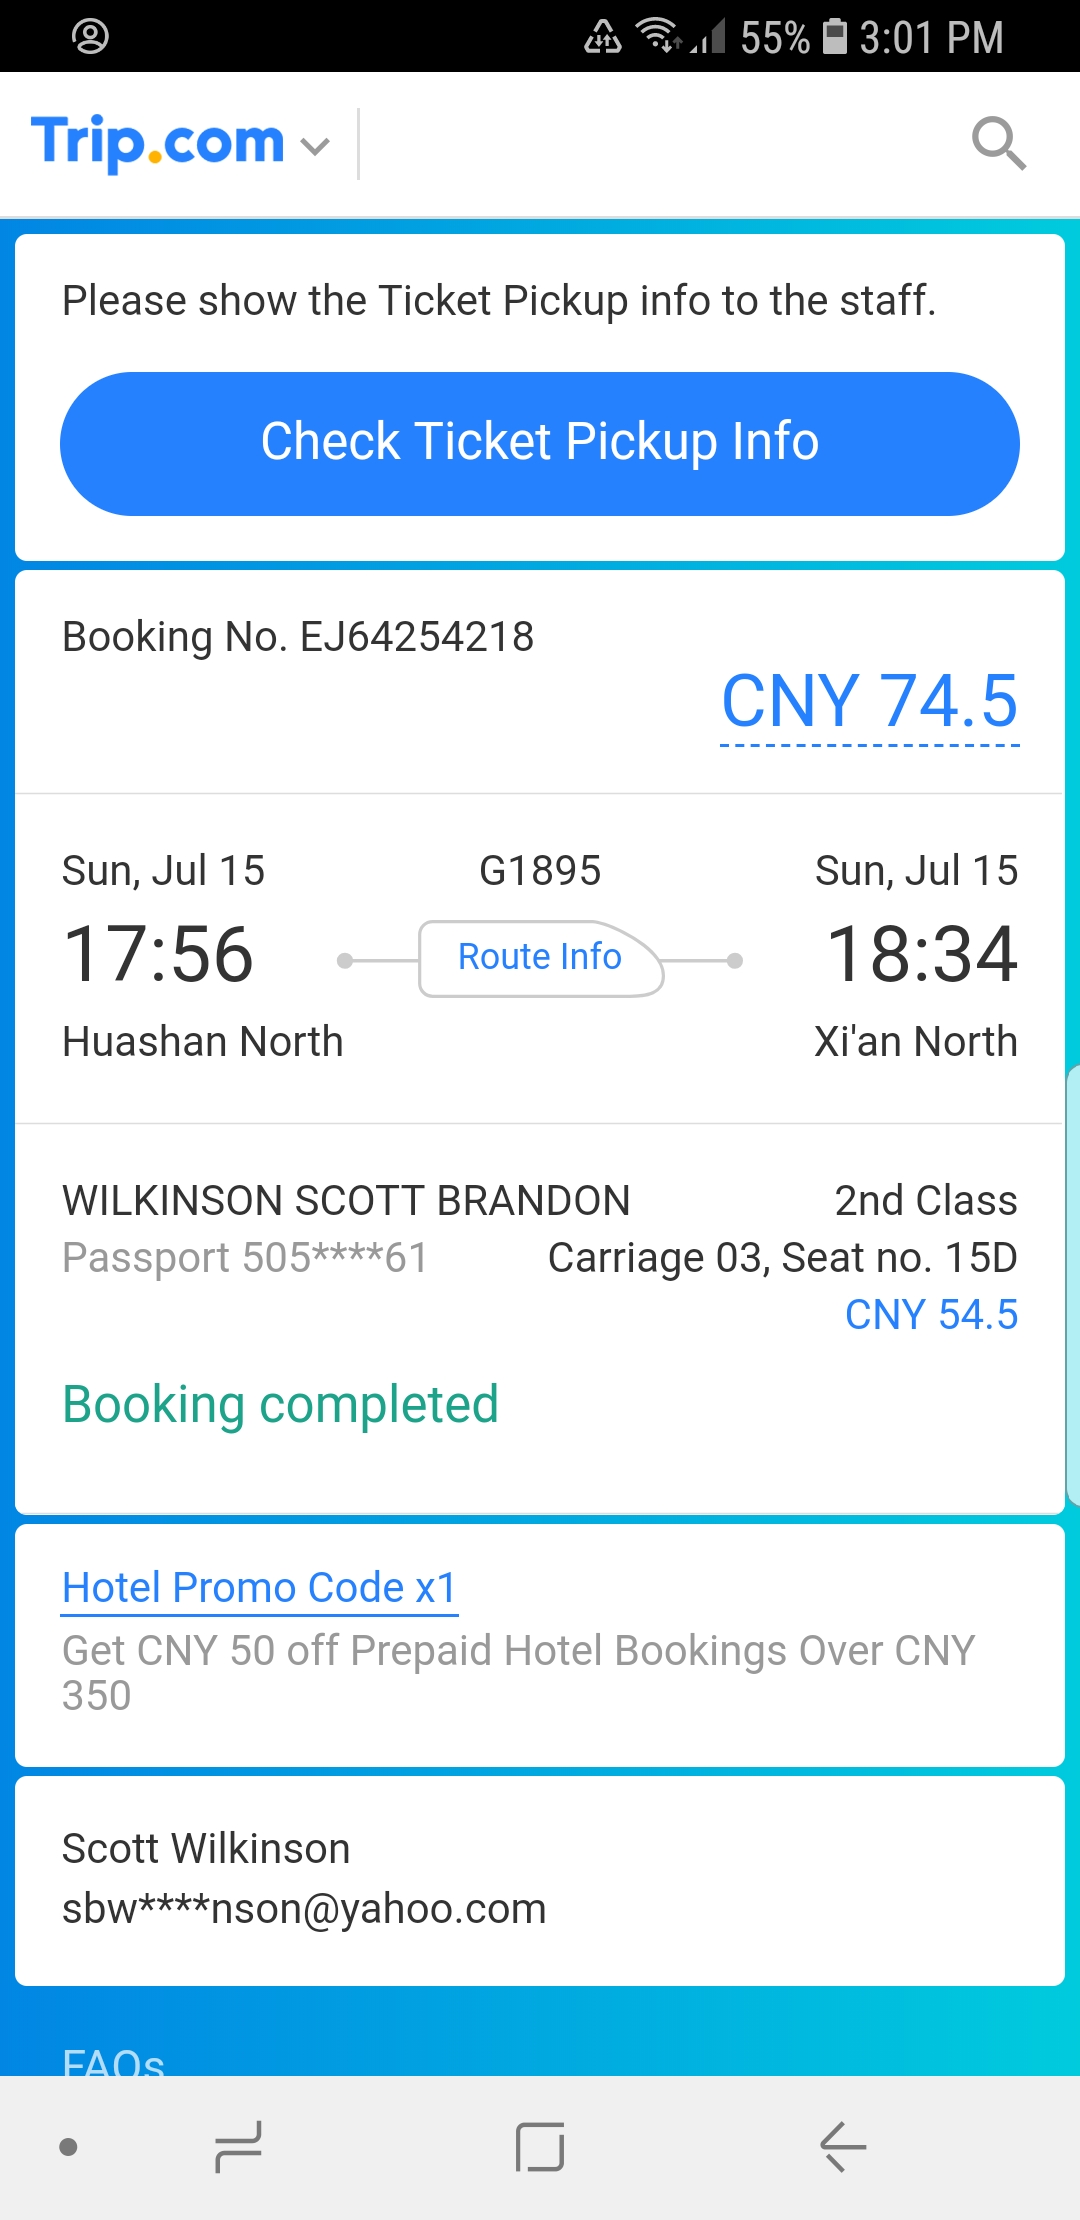 55% 3:01 PM
Trip.com
Please show the Ticket Pickup info to the staff.
Check Ticket Pickup Info
Booking No. EJ64254218
CNY 74.5
Sun, Jul 15 G1895 Sun, Jul 15
17:56 Route Info 18:34
Huashan North Xi'an North
WILKINSON SCOTT BRANDON 2nd Class
Passport 505****61 Carriage 03, Seat no. 15D
CNY 54.5
Booking completed
Hotel Promo Code x1
Get CNY 50 off Prepaid Hotel Bookings Over CNY
350
Scott Wilkinson
sbw****nson@yahoo.com
FAQs